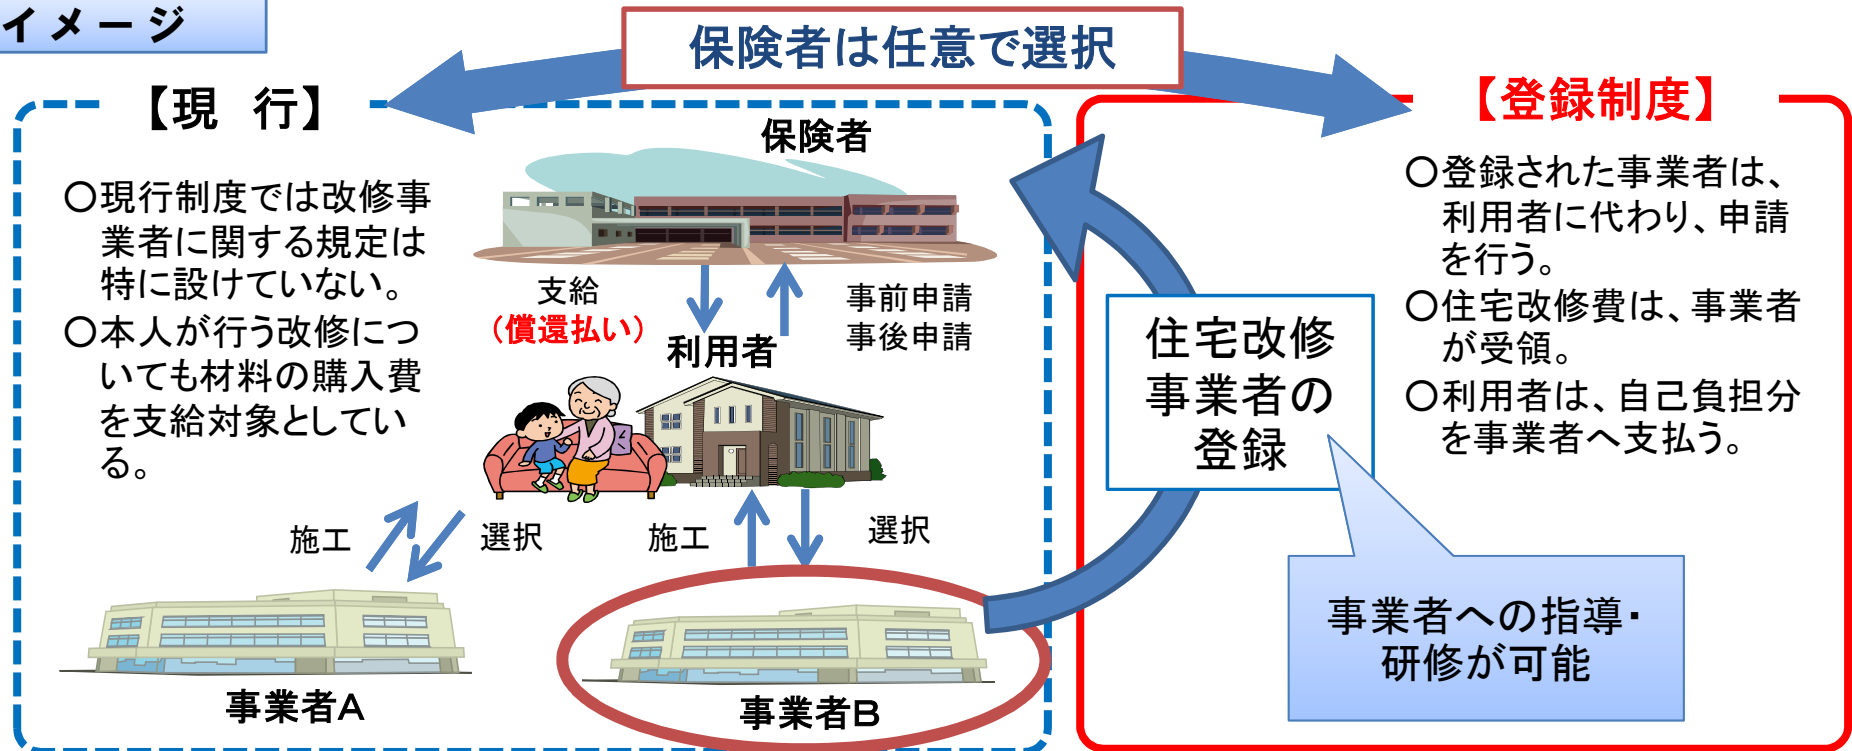 イメージ
保険者は任意で選択
【現　行】
○現行制度では改修事
業者に関する規定は
特に設けていない。
○本人が行う改修につ
いても材料の購入費
を支給対象としてい
る。
保険者
支給
（償還払い）
事前申請
事後申請
利用者
施工
選択
施工
選択
事業者A
事業者B
住宅改修
事業者の
登録
【登録制度】
○登録された事業者は、
利用者に代わり、申請
を行う。
○住宅改修費は、事業者
が受領。
○利用者は、自己負担分
を事業者へ支払う。
事業者への指導・
研修が可能